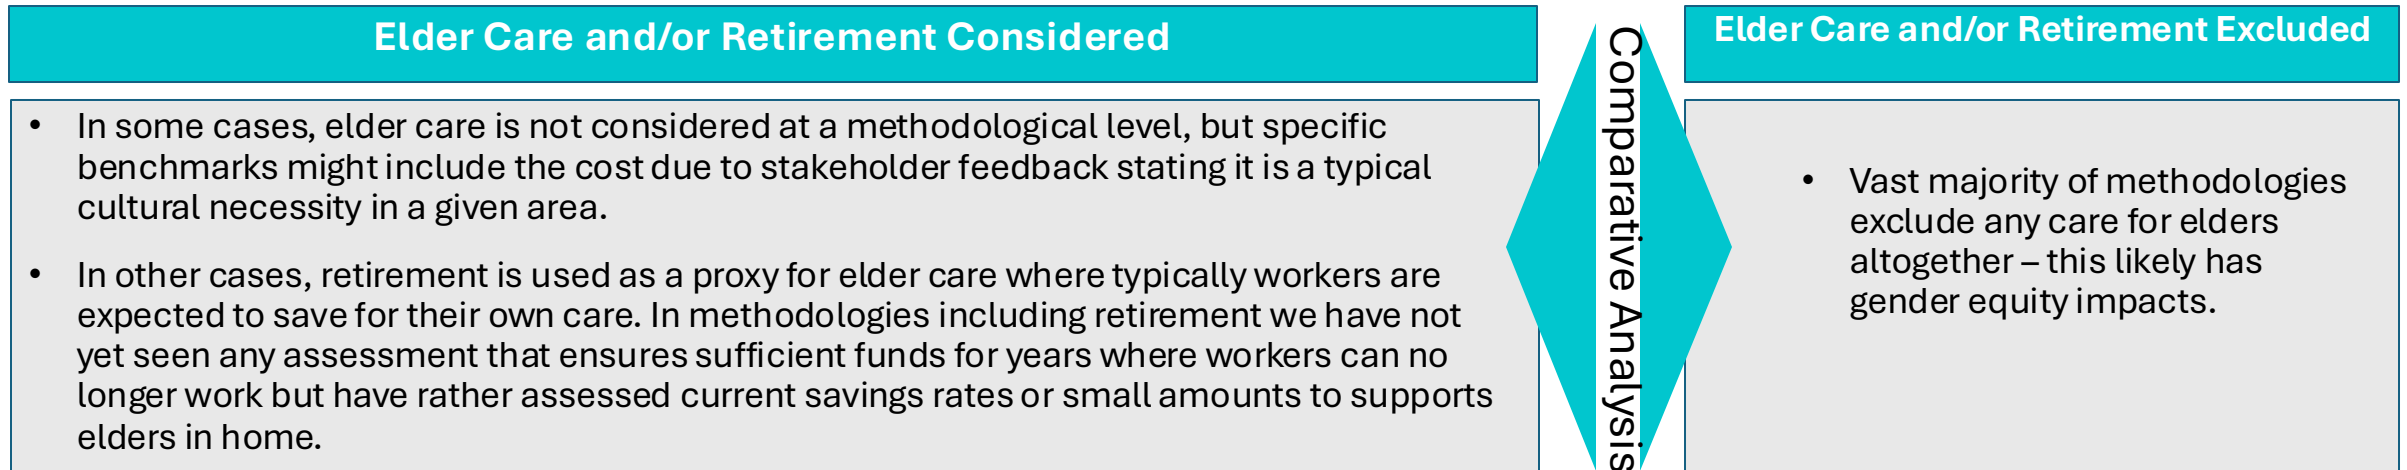 Elder Care and/or Retirement Considered
• In some cases, elder care is not considered at a methodological level, but specific
benchmarks might include the cost due to stakeholder feedback stating it is a typical
cultural necessity in a given area.
• In other cases, retirement is used as a proxy for elder care where typically workers are
expected to save for their own care. In methodologies including retirement we have not
yet seen any assessment that ensures sufficient funds for years where workers can no
longer work but have rather assessed current savings rates or small amounts to supports
elders in home.
Comparative Analysis
Elder Care and/or Retirement Excluded
• Vast majority of methodologies
exclude any care for elders
altogether – this likely has
gender equity impacts.